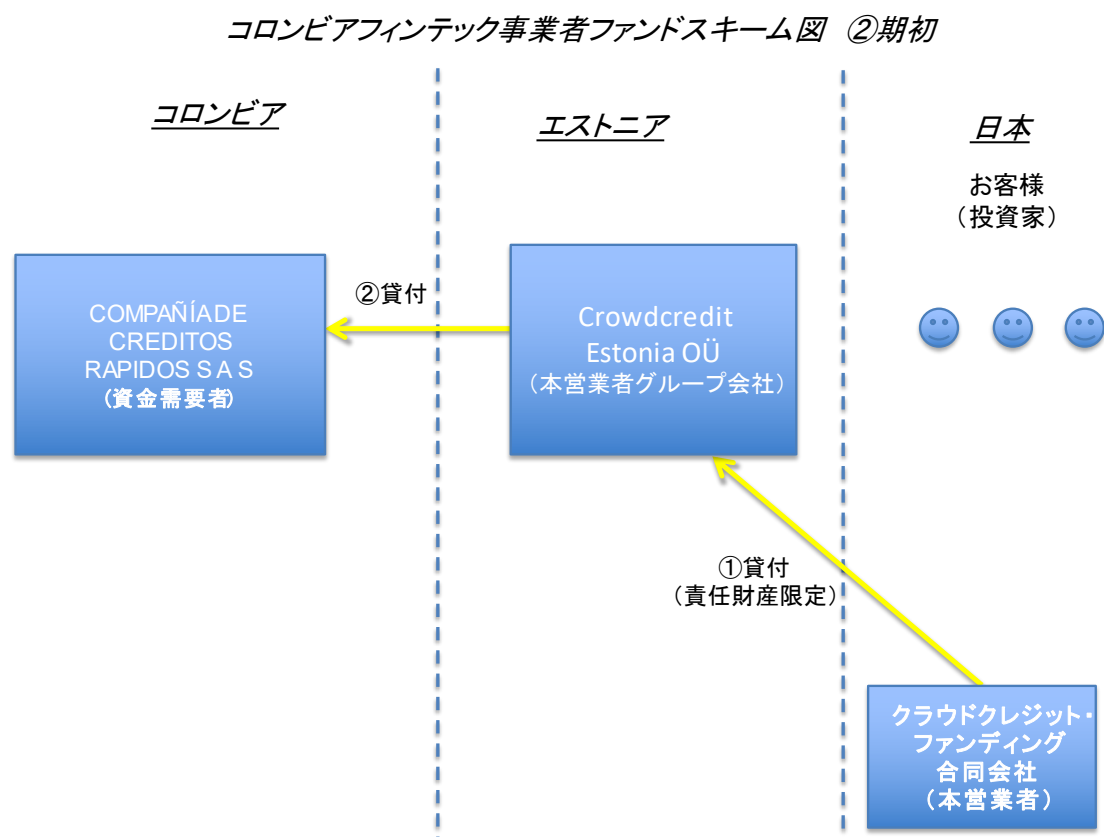 コロンビアフィンテック事業者ファンドスキーム図 ②期初
コロンビア
エストニア
日本
お客様
（投資家）
COMPAÑÍA DE
CREDITOS
RAPIDOS S A S
(資金需要者)
②貸付
Crowdcredit
Estonia OÜ
（本営業者グループ会社）
①貸付
（責任財産限定）
クラウドクレジット・
ファンディング
合同会社
（本営業者）